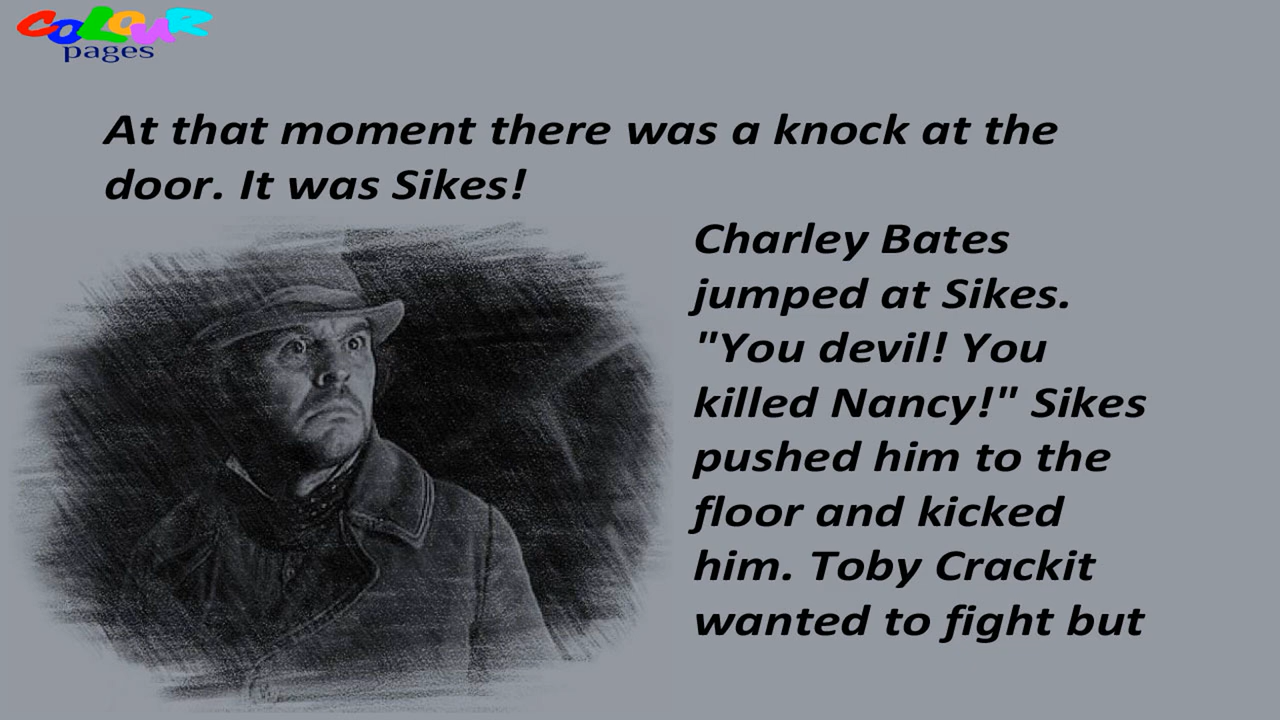 COLOUR
pages
At that moment there was a knock at the
door. It was Sikes!
Charley Bates
jumped at Sikes.
"You devil! You
killed Nancy!" Sikes
pushed him to the
floor and kicked
him. Toby Crackit
wanted to fight but